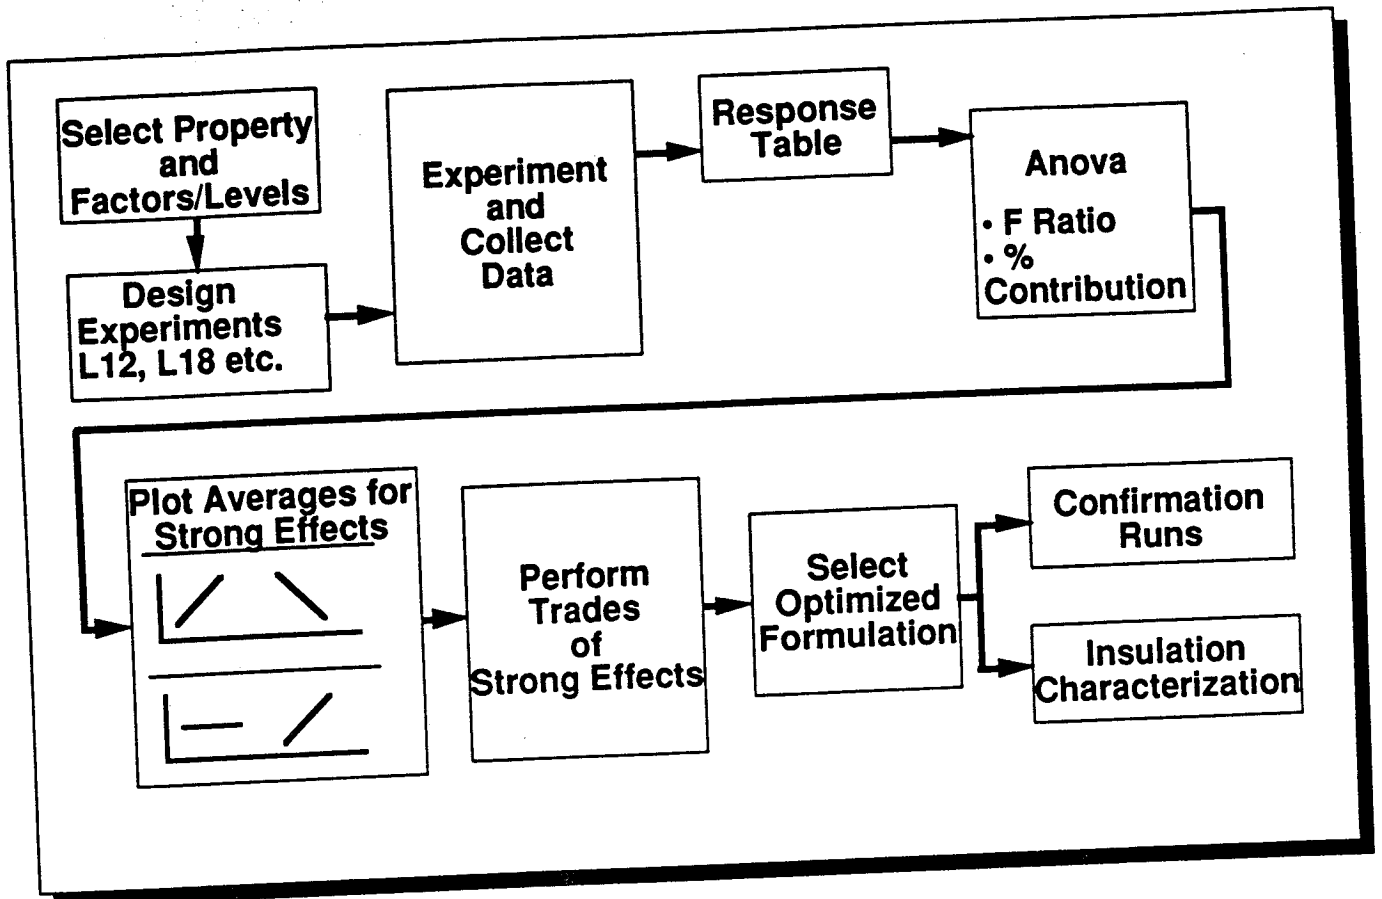 Select Property
and
Factors/Levels
Design
Experiments
L12, L18 etc.
Experiment
and
Collect
Data
Response
Table
Anova
• F Ratio
• %
Contribution
Plot Averages for
Strong Effects
Perform
Trades
of
Strong Effects
Select
Optimized
Formulation
Confirmation
Runs
Insulation
Characterization